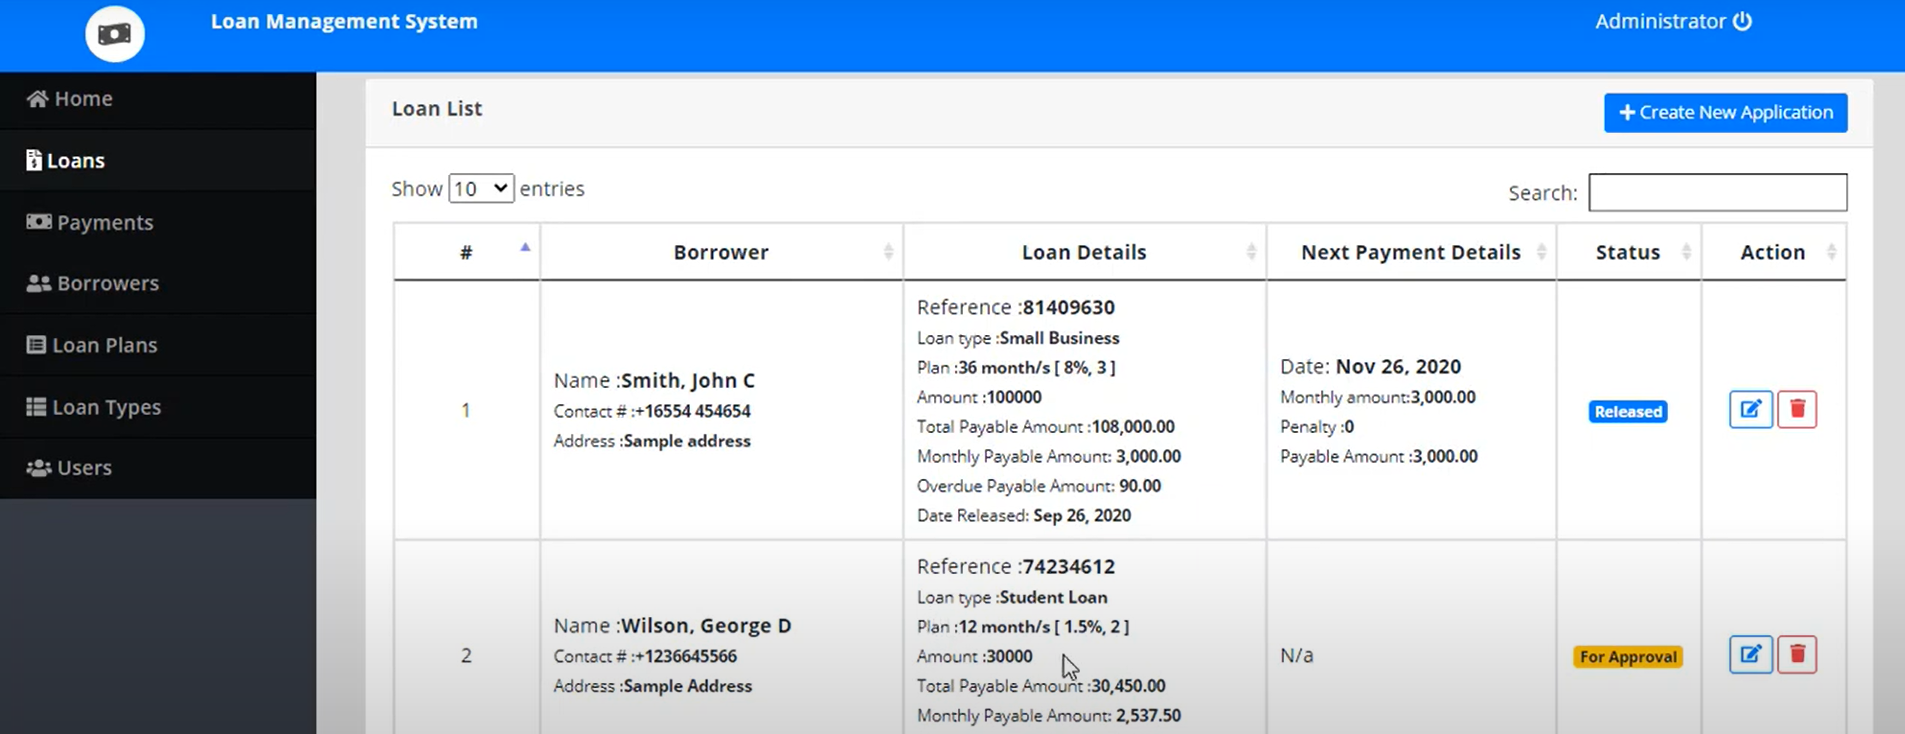 Loan Management System
Administrator
Home
Loans
Payments
Borrowers
Loan Plans
Loan Types
Users
Loan List
+ Create New Application
Show 10 entries
Search:
# Borrower Loan Details Next Payment Details Status Action
1
Name :Smith, John C
Contact # :+16554 454654
Address :Sample address
Reference :81409630
Loan type :Small Business
Plan :36 month/s [ 8%, 3 ]
Amount :100000
Total Payable Amount :108,000.00
Monthly Payable Amount: 3,000.00
Overdue Payable Amount: 90.00
Date Released: Sep 26, 2020
Date: Nov 26, 2020
Monthly amount:3,000.00
Penalty :0
Payable Amount :3,000.00
Released
2
Name :Wilson, George D
Contact # :+1236645566
Address :Sample Address
Reference :74234612
Loan type :Student Loan
Plan :12 month/s [ 1.5%, 2 ]
Amount :30000
Total Payable Amount :30,450.00
Monthly Payable Amount: 2,537.50
N/a
For Approval